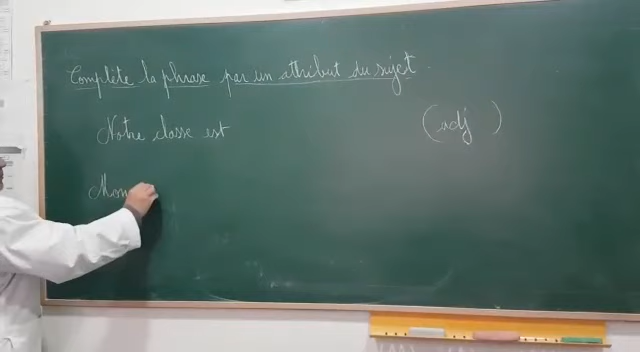 Complète la phrase par un attribut du sujet.
Notre classe est (adj )
Mon